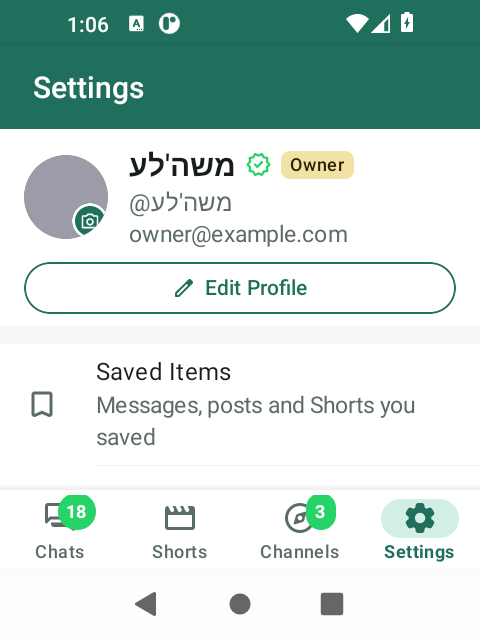 1:06
Settings
משה'לע
Owner
@משה'לע
owner@example.com
Edit Profile
Saved Items
Messages, posts and Shorts you
saved
18
3
Chats
Shorts
Channels
Settings